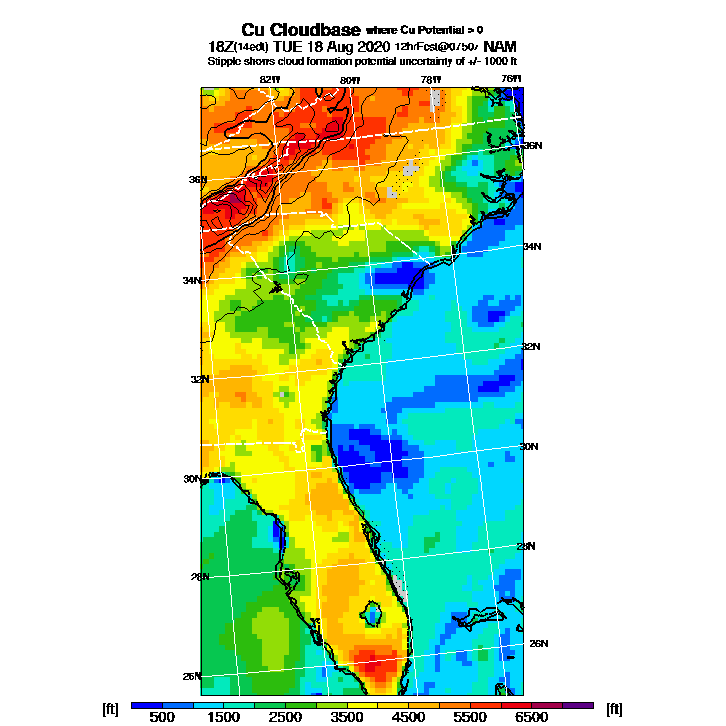 Cu Cloudbase where Cu Potential > 0
18Z(14edt) TUE 18 Aug 2020 12hrFcst@0750z NAM
Stipple shows cloud formation potential uncertainty of +/- 1000 ft
82W 80W 78W 76W
36N
36N
34N
34N
32N
32N
30N
30N
28N
28N
26N
26N
[ft] 500 1500 2500 3500 4500 5500 6500 [ft]